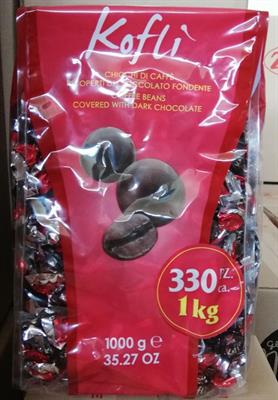 Koflì
CHICCHI DI CAFFÈ
RICOPERTI DI CIOCCOLATO FONDENTE
COFFEE BEANS
COVERED WITH DARK CHOCOLATE
330 PZ.
ca.
1kg
1000 g e
35.27 OZ